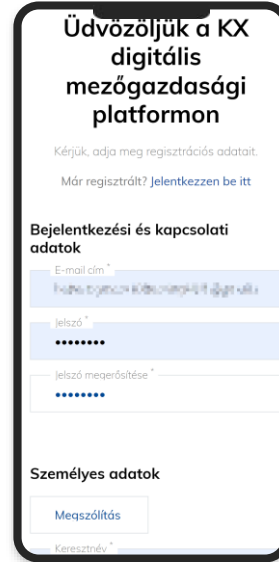 Üdvözöljük a KX
digitális
mezőgazdasági
platformon
Kérjük, adja meg regisztrációs adatait.
Már regisztrált? Jelentkezzen be itt
Bejelentkezési és kapcsolati
adatok
E-mail cím *
Jelszó *
••••••••
Jelszó megerősítése *
••••••••
Személyes adatok
Megszólítás
Keresztnév *